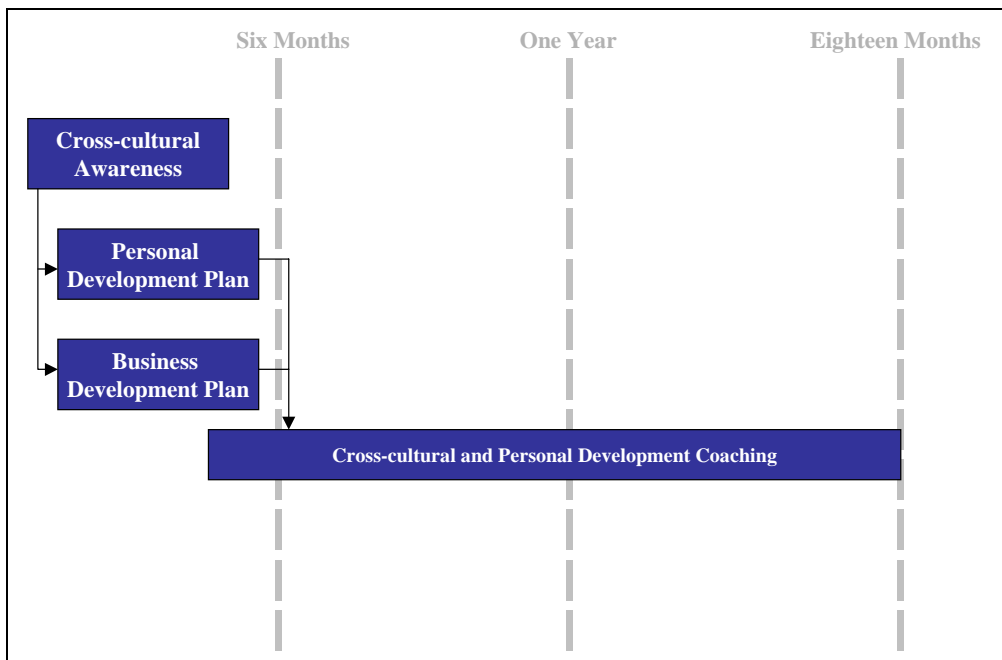 Six Months
One Year
Eighteen Months
Cross-cultural
Awareness
Personal
Development Plan
Business
Development Plan
Cross-cultural and Personal Development Coaching